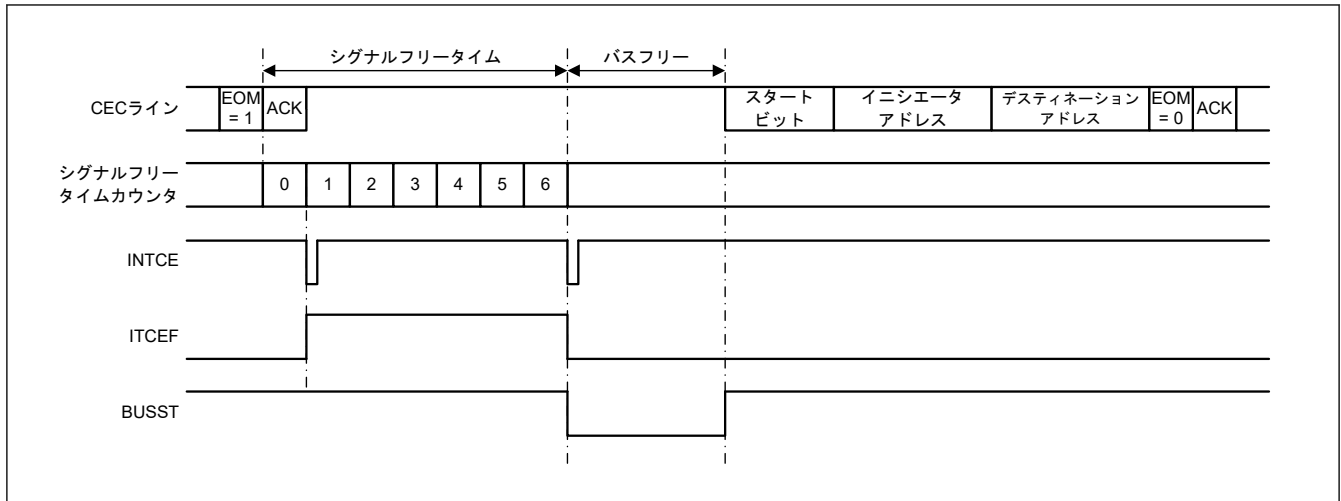 シグナルフリータイム
バスフリー
CECライン
EOM
= 1
ACK
スタート
ビット
イニシエータ
アドレス
デスティネーション
アドレス
EOM
= 0
ACK
シグナルフリー
タイムカウンタ
0 1 2 3 4 5 6
INTCE
ITCEF
BUSST